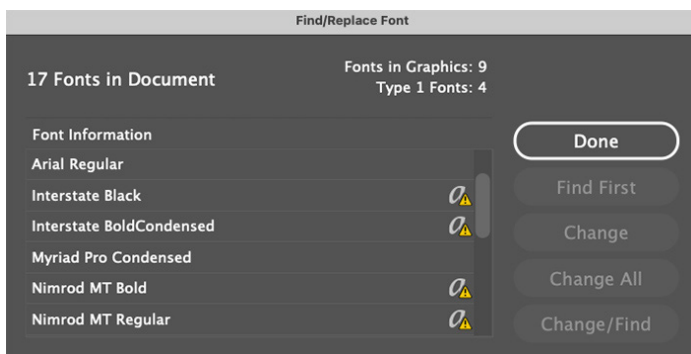 Find/Replace Font
17 Fonts in Document
Fonts in Graphics: 9
Type 1 Fonts: 4
Font Information
Arial Regular
Interstate Black
Interstate BoldCondensed
Myriad Pro Condensed
Nimrod MT Bold
Nimrod MT Regular
Done
Find First
Change
Change All
Change/Find